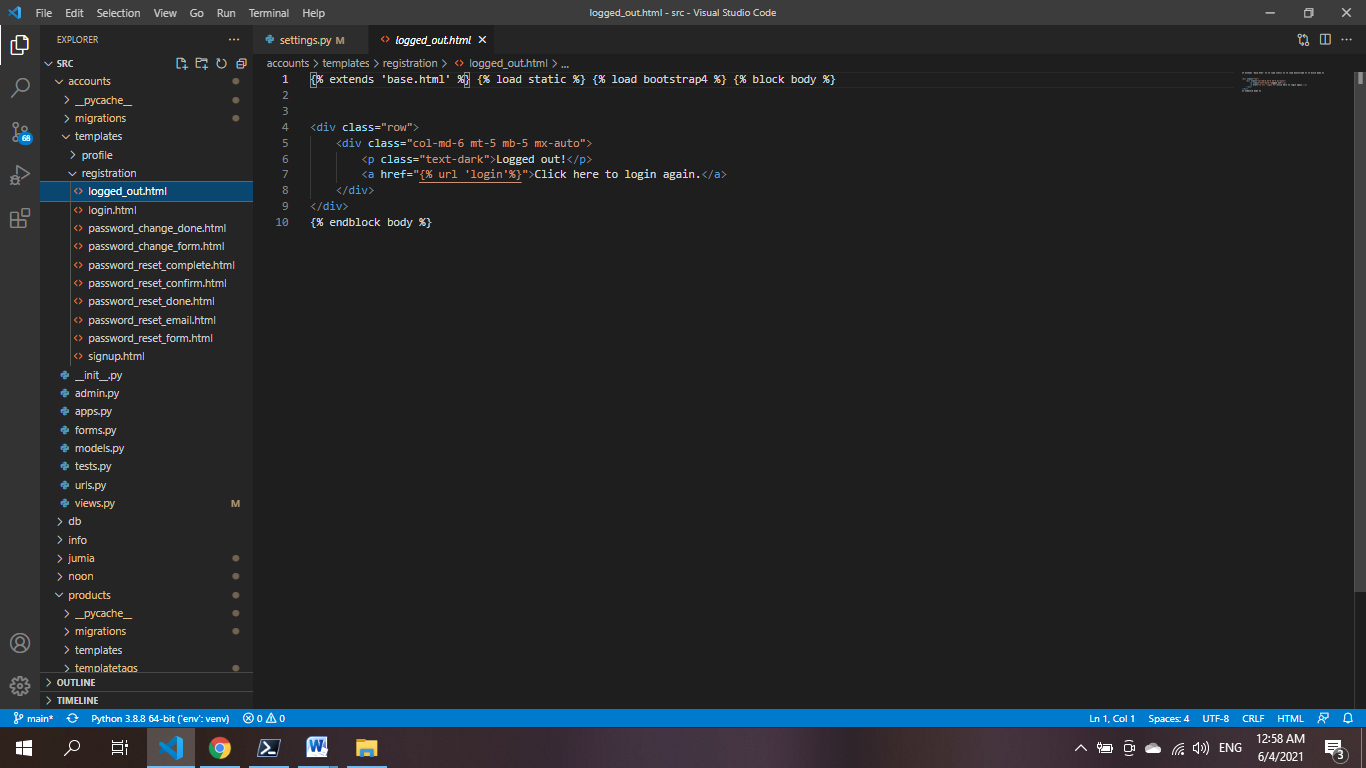 File Edit Selection View Go Run Terminal Help logged_out.html - src - Visual Studio Code
EXPLORER
SRC
accounts
__pycache__
migrations
templates
profile
registration
logged_out.html
login.html
password_change_done.html
password_change_form.html
password_reset_complete.html
password_reset_confirm.html
password_reset_done.html
password_reset_email.html
password_reset_form.html
signup.html
__init__.py
admin.py
apps.py
forms.py
models.py
tests.py
urls.py
views.py M
db
info
jumia
noon
products
__pycache__
migrations
templates
templatetags
OUTLINE
TIMELINE
68
settings.py M logged_out.html
accounts > templates > registration > logged_out.html > ...
1 {% extends 'base.html' %} {% load static %} {% load bootstrap4 %} {% block body %}
2
3
4 <div class="row">
5 <div class="col-md-6 mt-5 mb-5 mx-auto">
6 <p class="text-dark">Logged out!</p>
7 <a href="{% url 'login'%}">Click here to login again.</a>
8 </div>
9 </div>
10 {% endblock body %}
main* Python 3.8.8 64-bit ('env': venv) 0 0 Ln 1, Col 1 Spaces: 4 UTF-8 CRLF HTML
ENG
12:58 AM
6/4/2021
3